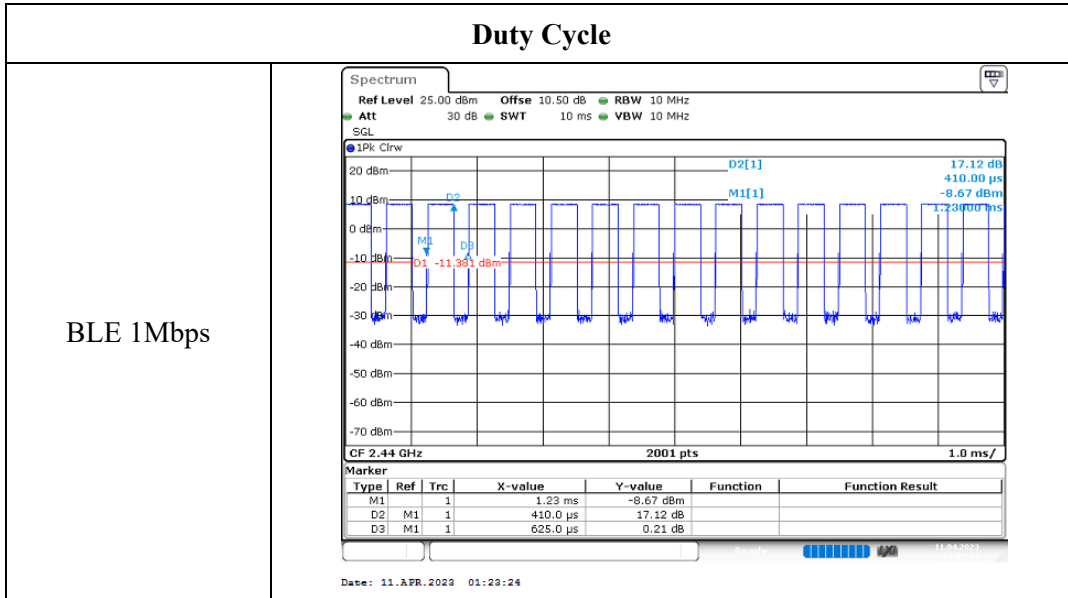 Duty Cycle
BLE 1Mbps
Spectrum
Ref Level 25.00 dBm Offse 10.50 dB RBW 10 MHz
Att 30 dB SWT 10 ms VBW 10 MHz
SGL
1Pk Clrw
D2[1] 17.12 dB
410.00 µs
M1[1] -8.67 dBm
1.23000 ms
20 dBm
10 dBm
D2
0 dBm
M1
D3
-10 dBm
D1 -11.381 dBm
-20 dBm
-30 dBm
-40 dBm
-50 dBm
-60 dBm
-70 dBm
CF 2.44 GHz 2001 pts 1.0 ms/
Marker
Type Ref Trc X-value Y-value Function Function Result
M1 1 1.23 ms -8.67 dBm
D2 M1 1 410.0 µs 17.12 dB
D3 M1 1 625.0 µs 0.21 dB
Ready 11.04.2023
Date: 11.APR.2023 01:23:24